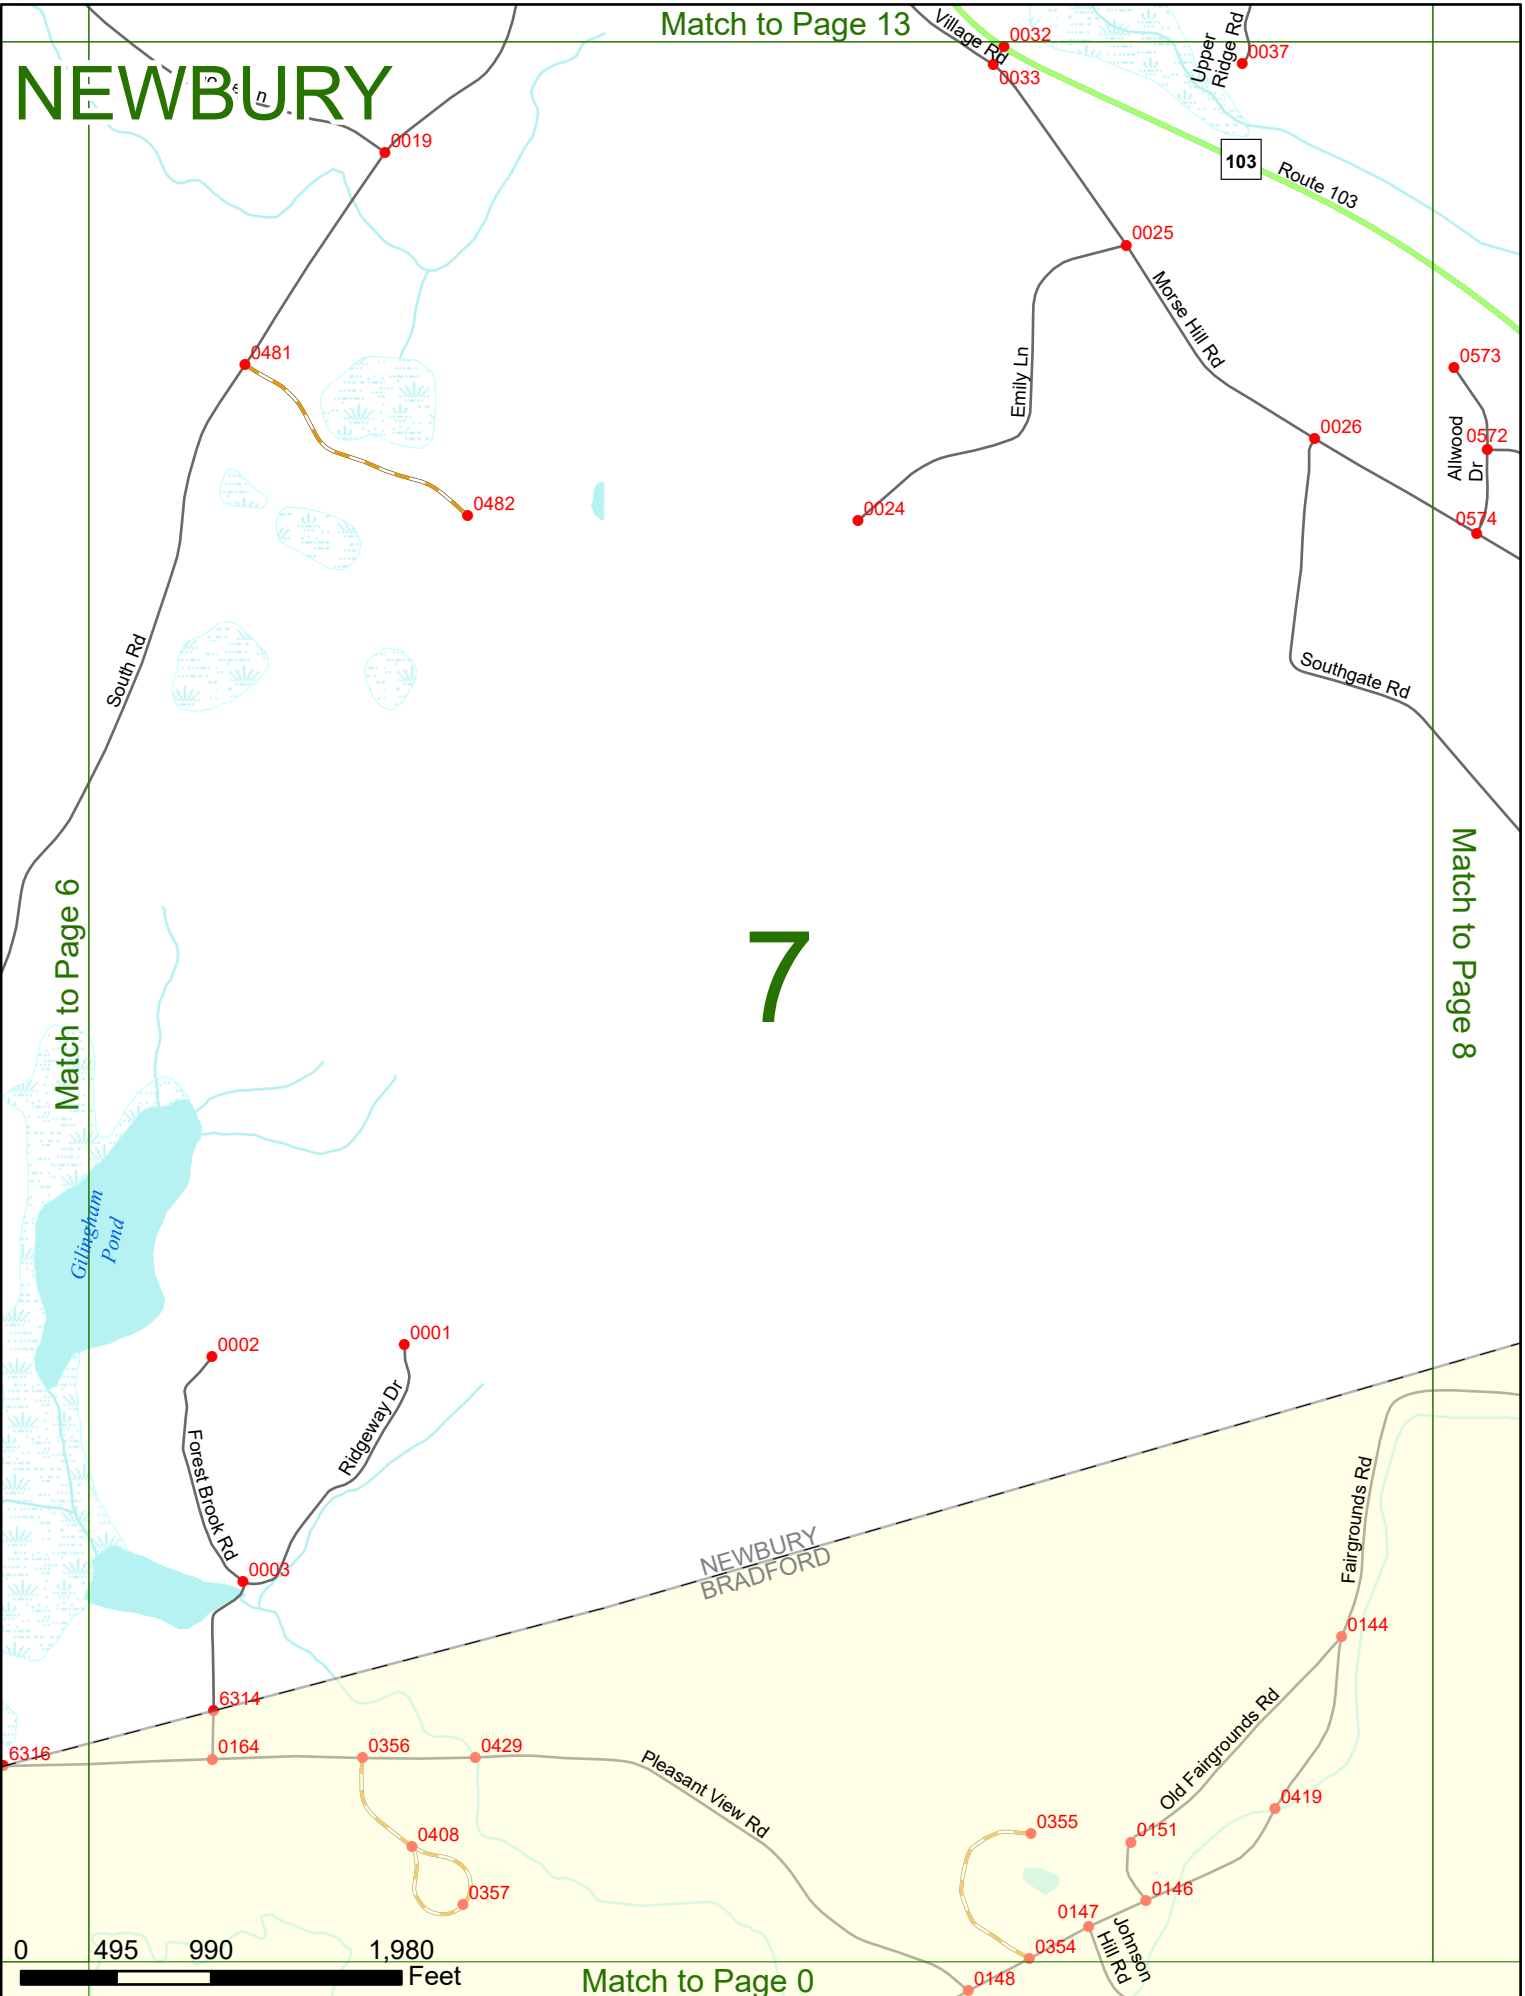 Match to Page 13
NEWBURY
Village Rd
0032
0033
Upper
Ridge Rd
0037
0019
103
Route 103
0025
Morse Hill Rd
0481
Emily Ln
0573
0026
Allwood
Dr
0572
0482
0024
0574
South Rd
Southgate Rd
Match to Page 6
7
Match to Page 8
Gilingham
Pond
0002
0001
Forest Brook Rd
Ridgeway Dr
0003
NEWBURY
BRADFORD
Fairgrounds Rd
0144
6314
6316
0164
0356
0429
Pleasant View Rd
Old Fairgrounds Rd
0419
0408
0355
0151
0357
0146
0147
Johnson
Hill Rd
0354
0148
0 495 990 1,980
Feet
Match to Page 0